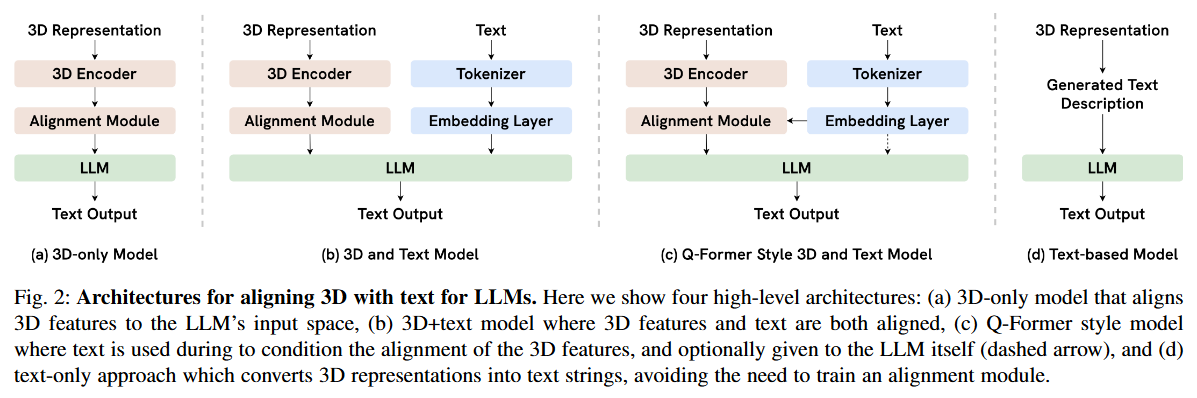 3D Representation
3D Encoder
Alignment Module
LLM
Text Output
(a) 3D-only Model
3D Representation
Text
3D Encoder
Tokenizer
Alignment Module
Embedding Layer
LLM
Text Output
(b) 3D and Text Model
3D Representation
Text
3D Encoder
Tokenizer
Alignment Module
Embedding Layer
LLM
Text Output
(c) Q-Former Style 3D and Text Model
3D Representation
Generated Text
Description
LLM
Text Output
(d) Text-based Model
Fig. 2: Architectures for aligning 3D with text for LLMs. Here we show four high-level architectures: (a) 3D-only model that aligns
3D features to the LLM's input space, (b) 3D+text model where 3D features and text are both aligned, (c) Q-Former style model
where text is used during to condition the alignment of the 3D features, and optionally given to the LLM itself (dashed arrow), and (d)
text-only approach which converts 3D representations into text strings, avoiding the need to train an alignment module.